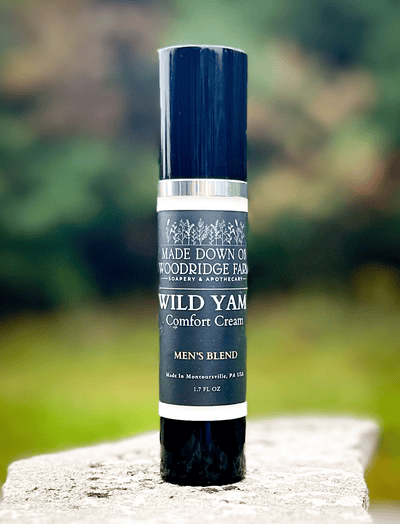 MADE DOWN ON
WOODRIDGE FARM
SOAPERY & APOTHECARY
WILD YAM
Comfort Cream
MEN'S BLEND
Made In Montoursville, PA USA
1.7 FL OZ